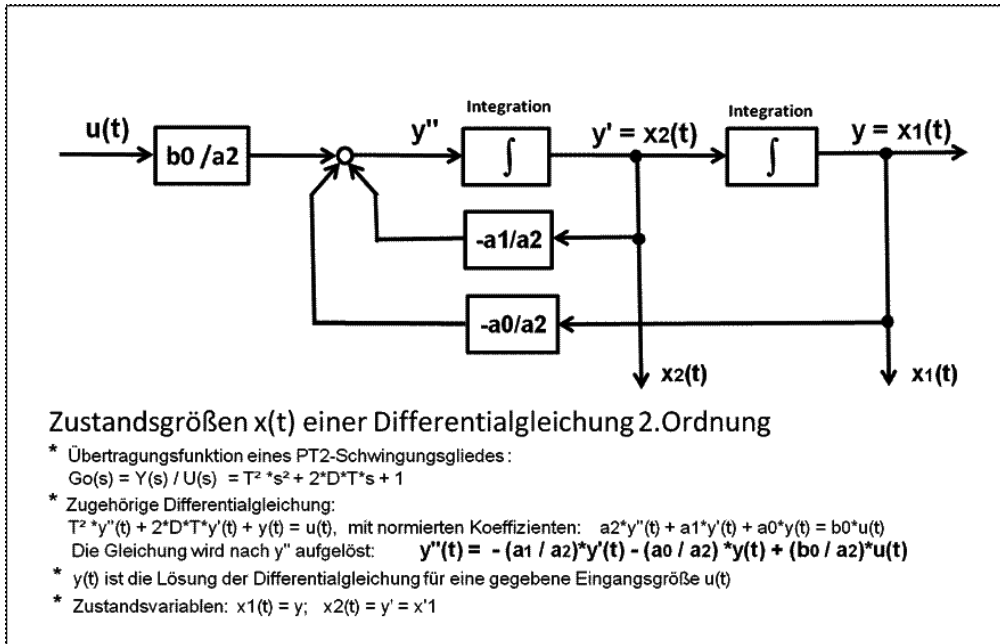 Integration
Integration
u(t)
y"
y' = x2(t)
y = x1(t)
b0 /a2
∫
∫
-a1/a2
-a0/a2
x2(t)
x1(t)
Zustandsgrößen x(t) einer Differentialgleichung 2.Ordnung
* Übertragungsfunktion eines PT2-Schwingungsgliedes :
Go(s) = Y(s) / U(s) = T² *s² + 2*D*T*s + 1
* Zugehörige Differentialgleichung:
T² *y"(t) + 2*D*T*y'(t) + y(t) = u(t), mit normierten Koeffizienten: a2*y"(t) + a1*y'(t) + a0*y(t) = b0*u(t)
Die Gleichung wird nach y" aufgelöst: y"(t) = - (a1 / a2)*y'(t) - (a0 / a2) *y(t) + (b0 / a2)*u(t)
* y(t) ist die Lösung der Differentialgleichung für eine gegebene Eingangsgröße u(t)
* Zustandsvariablen: x1(t) = y; x2(t) = y' = x'1